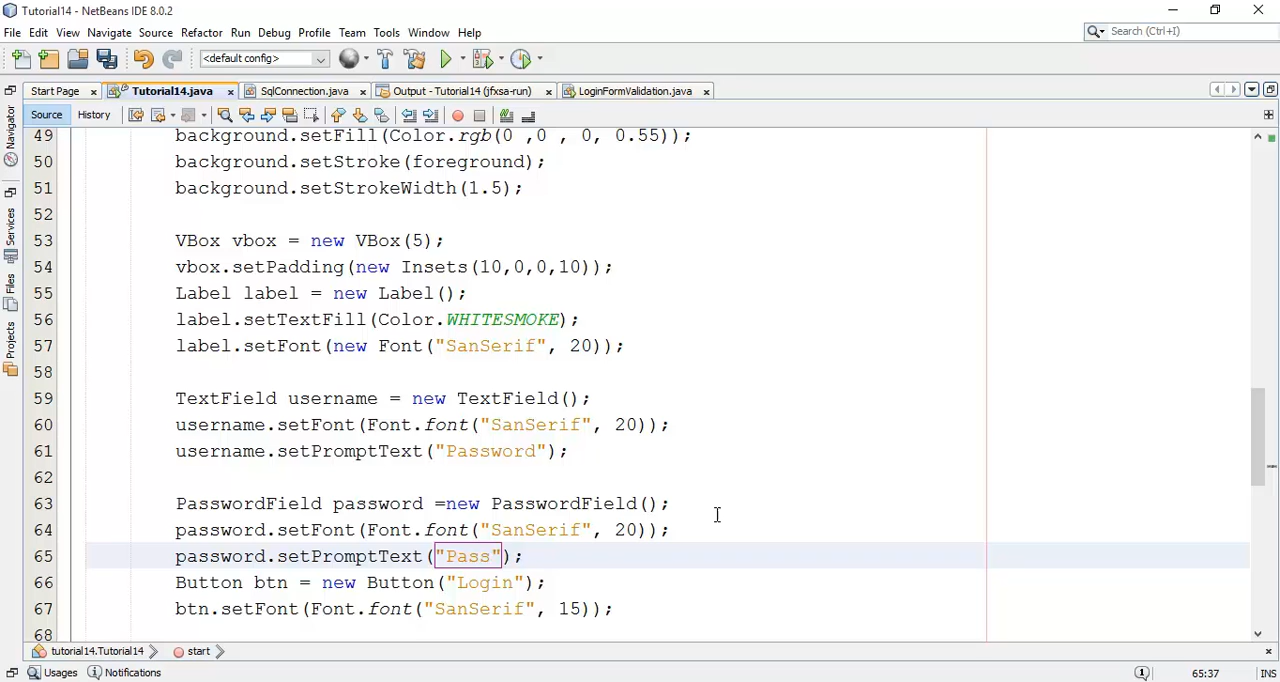 Tutorial14 - NetBeans IDE 8.0.2
File Edit View Navigate Source Refactor Run Debug Profile Team Tools Window Help
Search (Ctrl+I)
<default config>
Start Page Tutorial14.java SqlConnection.java Output - Tutorial14 (jfxsa-run) LoginFormValidation.java
Source History
Navigator
Services
Files
Projects
49 background.setFill(Color.rgb(0 ,0 , 0, 0.55));
50 background.setStroke(foreground);
51 background.setStrokeWidth(1.5);
52
53 VBox vbox = new VBox(5);
54 vbox.setPadding(new Insets(10,0,0,10));
55 Label label = new Label();
56 label.setTextFill(Color.WHITESMOKE);
57 label.setFont(new Font("SanSerif", 20));
58
59 TextField username = new TextField();
60 username.setFont(Font.font("SanSerif", 20));
61 username.setPromptText("Password");
62
63 PasswordField password =new PasswordField();
64 password.setFont(Font.font("SanSerif", 20));
65 password.setPromptText("Pass");
66 Button btn = new Button("Login");
67 btn.setFont(Font.font("SanSerif", 15));
68
tutorial14.Tutorial14 start
Usages Notifications 1 65:37 INS